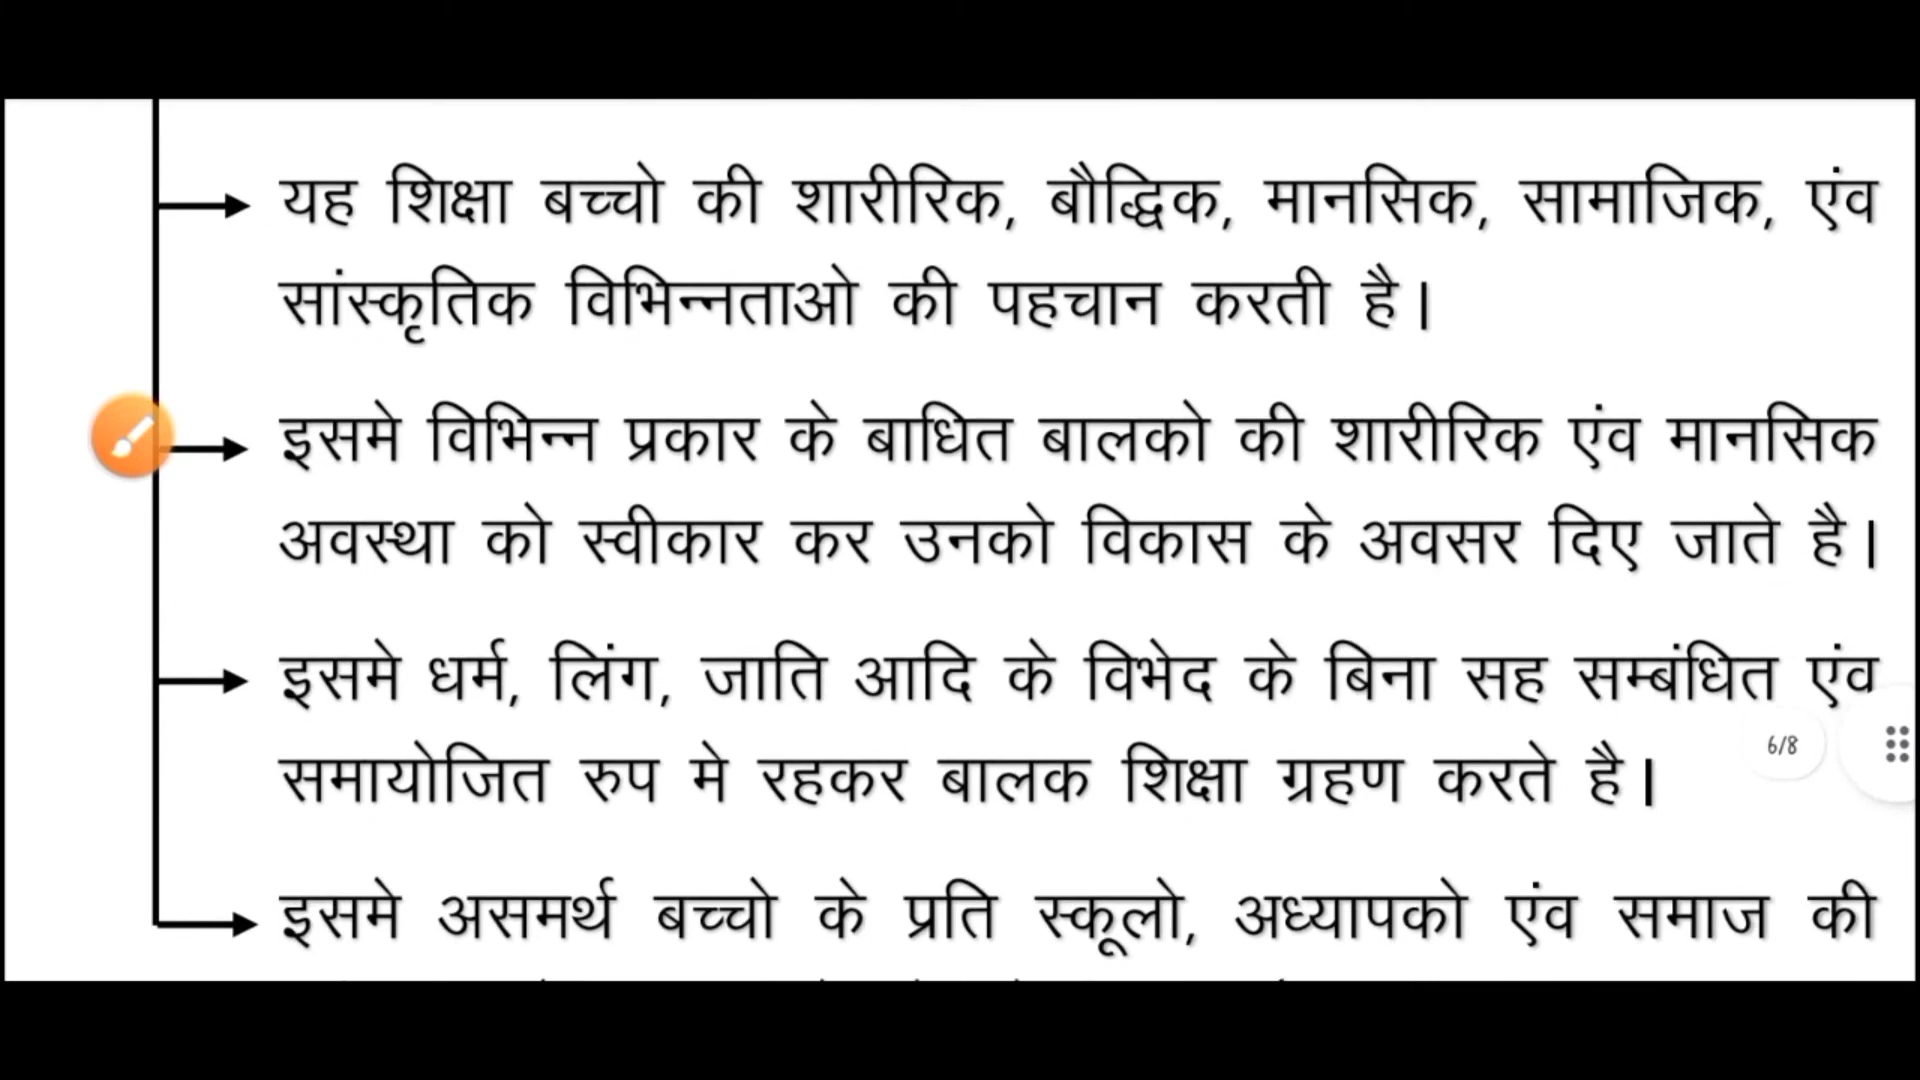 यह शिक्षा बच्चो की शारीरिक, बौद्धिक, मानसिक, सामाजिक, एंव
सांस्कृतिक विभिन्नताओ की पहचान करती है।
इसमे विभिन्न प्रकार के बाधित बालको की शारीरिक एंव मानसिक
अवस्था को स्वीकार कर उनको विकास के अवसर दिए जाते है।
इसमे धर्म, लिंग, जाति आदि के विभेद के बिना सह सम्बंधित एंव
6/8
समायोजित रुप मे रहकर बालक शिक्षा ग्रहण करते है।
इसमे असमर्थ बच्चो के प्रति स्कूलो, अध्यापको एंव समाज की